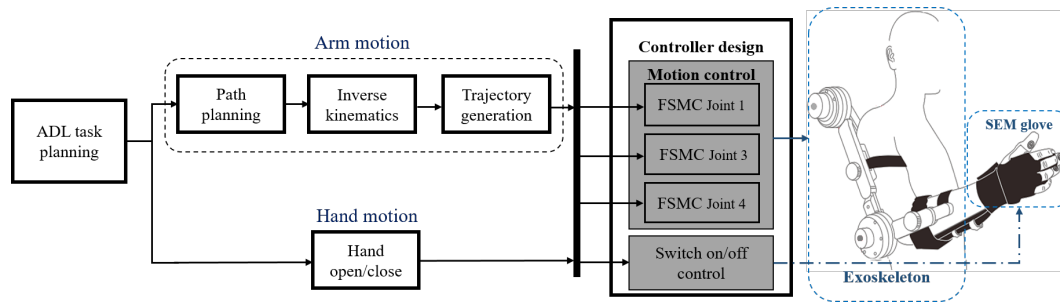 Arm motion
Controller design
Motion control
Path
planning
Inverse
kinematics
Trajectory
generation
FSMC Joint 1
ADL task
planning
FSMC Joint 3
FSMC Joint 4
SEM glove
Hand motion
Hand
open/close
Switch on/off
control
Exoskeleton